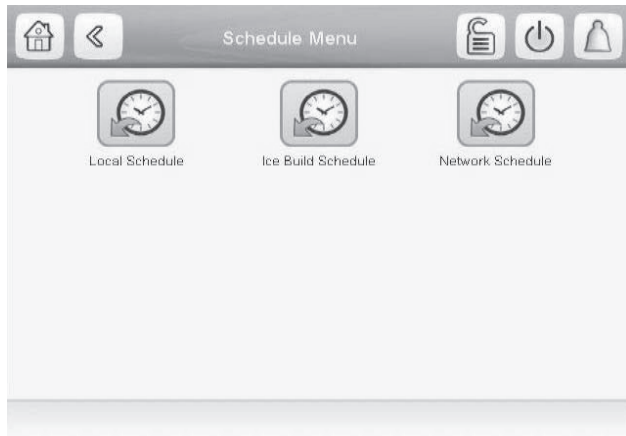 Schedule Menu
Local Schedule
Ice Build Schedule
Network Schedule